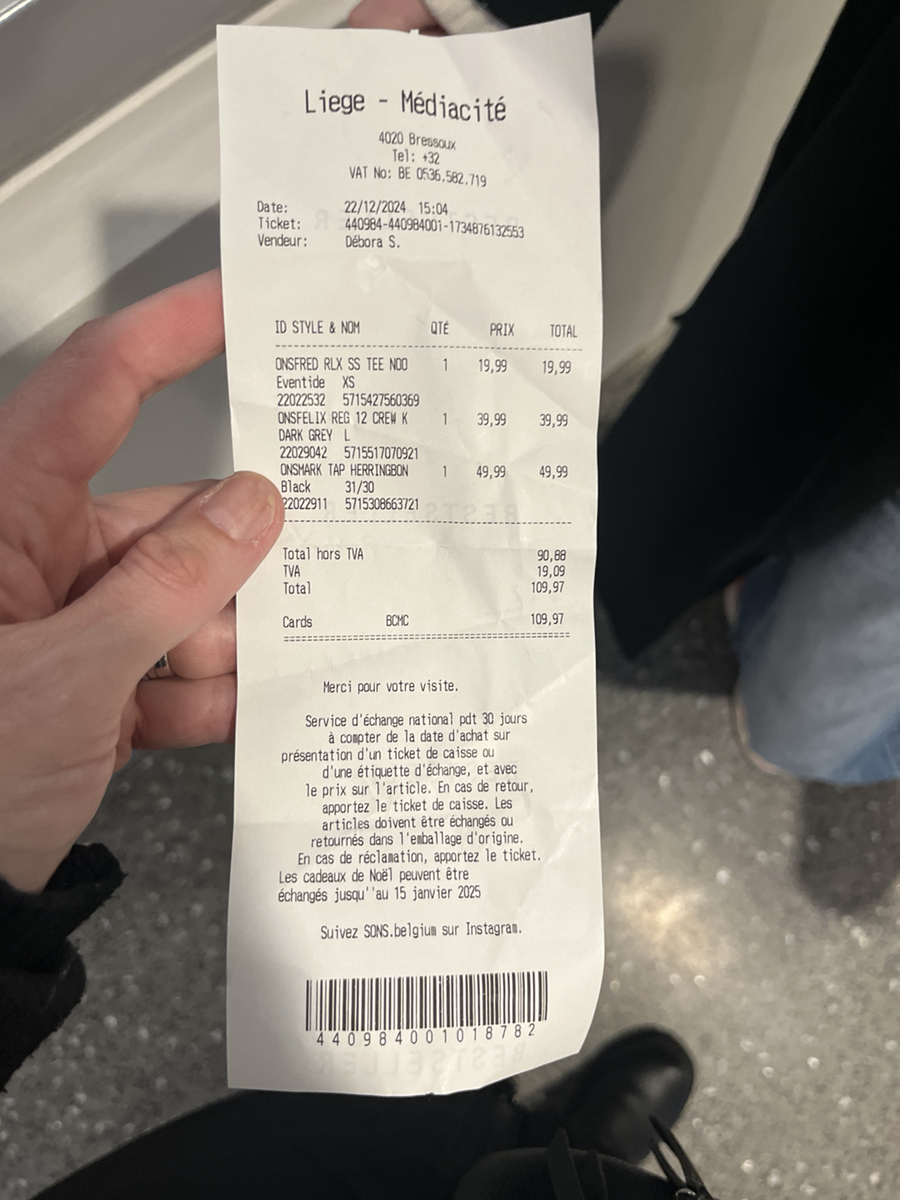 Liege - Médiacité
4020 Bressoux
Tel: +32
VAT No: BE 0536.582.719
Date: 22/12/2024 15:04
Ticket: 440984-440984001-1734876132553
Vendeur: Débora S.
ID STYLE & NOM QTÉ PRIX TOTAL
ONSFRED RLX SS TEE NOO 1 19,99 19,99
Eventide XS
22022532 5715427560369
ONSFELIX REG 12 CREW K 1 39,99 39,99
DARK GREY L
22029042 5715517070921
ONSMARK TAP HERRINGBON 1 49,99 49,99
Black 31/30
22022911 5715308663721
Total hors TVA 90,88
TVA 19,09
Total 109,97
Cards BCMC 109,97
Merci pour votre visite.
Service d'échange national pdt 30 jours
à compter de la date d'achat sur
présentation d'un ticket de caisse ou
d'une étiquette d'échange, et avec
le prix sur l'article. En cas de retour,
apportez le ticket de caisse. Les
articles doivent être échangés ou
retournés dans l'emballage d'origine.
En cas de réclamation, apportez le ticket.
Les cadeaux de Noël peuvent être
échangés jusqu''au 15 janvier 2025
Suivez SONS.belgium sur Instagram.
440984001018782
BESTSELLER